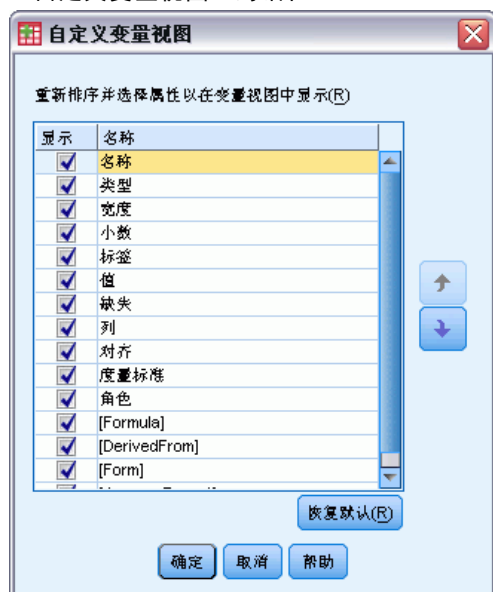 自定义变量视图
重新排序并选择属性以在变量视图中显示(R)
显示 名称
名称
类型
宽度
小数
标签
值
缺失
列
对齐
度量标准
角色
[Formula]
[DerivedFrom]
[Form]
恢复默认(R)
确定 取消 帮助